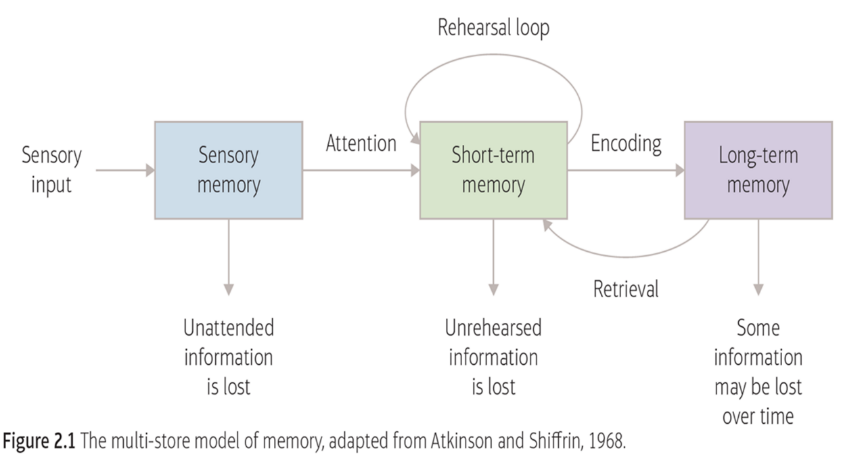 Rehearsal loop
Sensory
input
Sensory
memory
Attention
Short-term
memory
Encoding
Long-term
memory
Retrieval
Unattended
information
is lost
Unrehearsed
information
is lost
Some
information
may be lost
over time
Figure 2.1 The multi-store model of memory, adapted from Atkinson and Shiffrin, 1968.